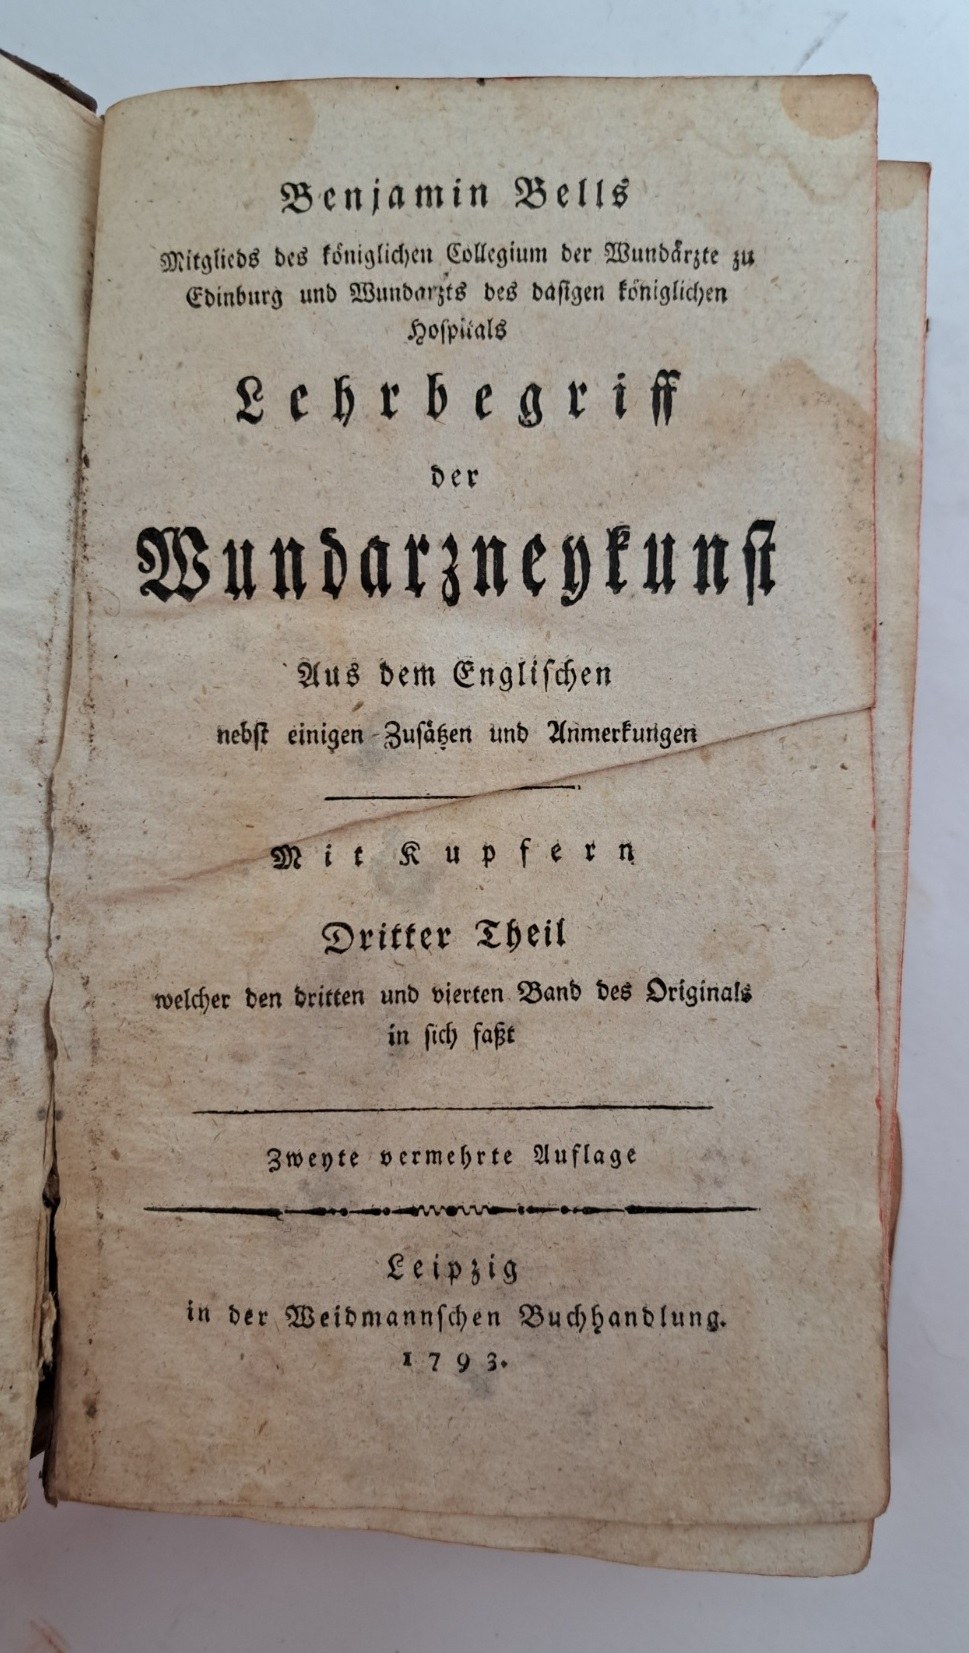 Benjamin Bells
Mitglieds des königlichen Collegium der Wundärzte zu
Edinburg und Wundarzts des dasigen königlichen
Hospitals
Lehrbegriff
der
Wundarzneykunst
Aus dem Englischen
nebst einigen Zusätzen und Anmerkungen
Mit Kupfern
Dritter Theil
welcher den dritten und vierten Band des Originals
in sich faßt
Zweyte vermehrte Auflage
Leipzig
in der Weidmannschen Buchhandlung.
1793.